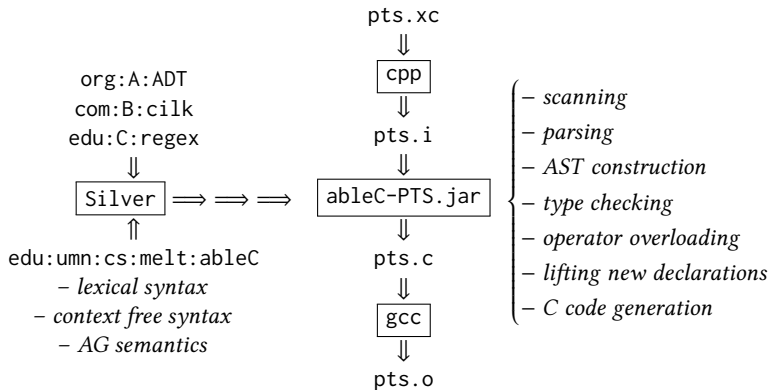 org:A:ADT
com:B:cilk
edu:C:regex
⇓
Silver ⟹ ⟹ ⟹
⇑
edu:umn:cs:melt:ableC
– lexical syntax
– context free syntax
– AG semantics
pts.xc
⇓
cpp
⇓
pts.i
⇓
ableC-PTS.jar
⇓
pts.c
⇓
gcc
⇓
pts.o
– scanning
– parsing
– AST construction
– type checking
– operator overloading
– lifting new declarations
– C code generation